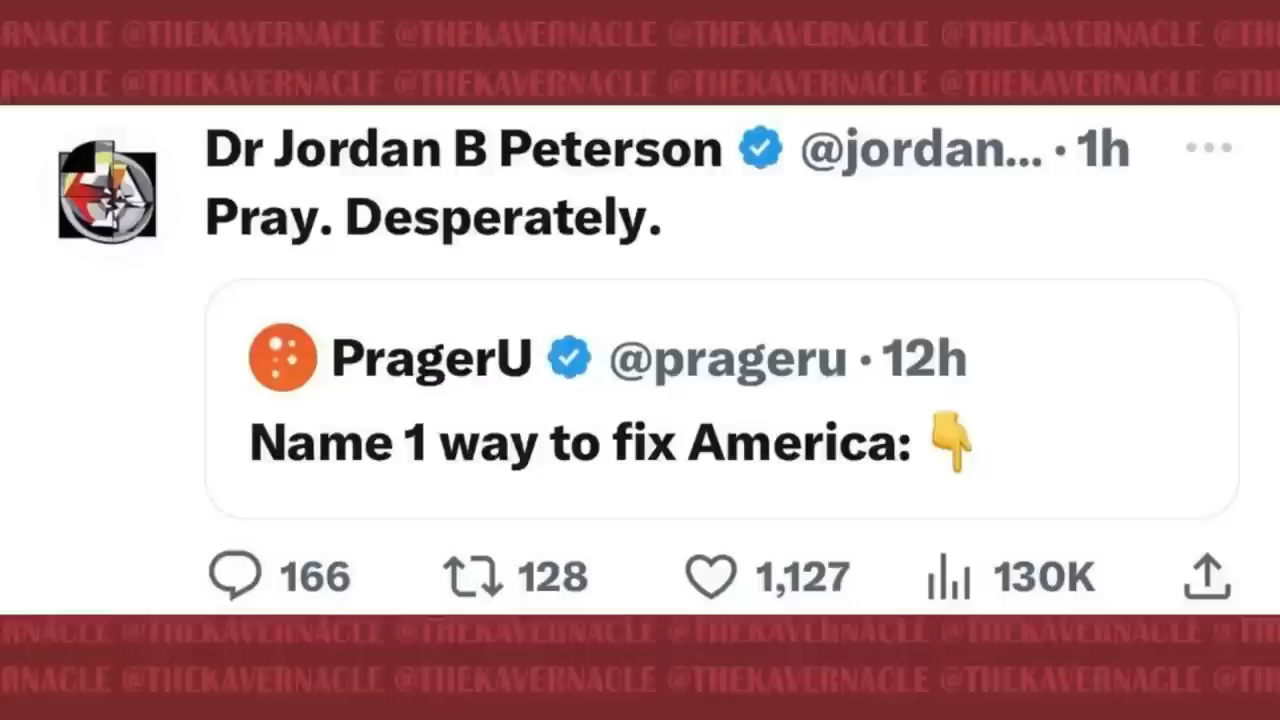 RNACLE @THEKAVERNACLE @THEKAVERNACLE @THEKAVERNACLE @THEKAVERNACLE @TH
RNACLE @THEKAVERNACLE @THEKAVERNACLE @THEKAVERNACLE @THEKAVERNACLE @TH
Dr Jordan B Peterson @jordan... · 1h
Pray. Desperately.
PragerU @prageru · 12h
Name 1 way to fix America: 👇
166 128 1,127 130K
RNACLE @THEKAVERNACLE @THEKAVERNACLE @THEKAVERNACLE @THEKAVERNACLE @TH
RNACLE @THEKAVERNACLE @THEKAVERNACLE @THEKAVERNACLE @THEKAVERNACLE @TH